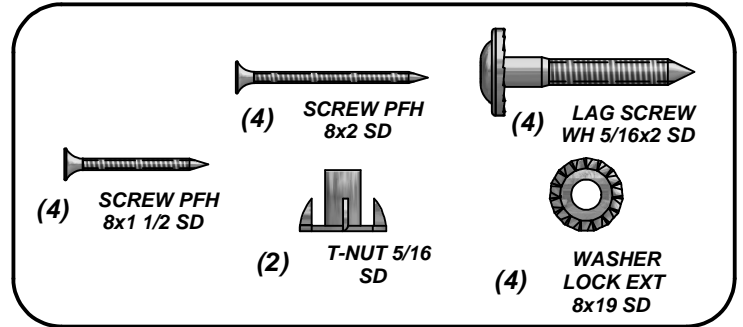 (4) SCREW PFH
8x2 SD
(4) LAG SCREW
WH 5/16x2 SD
(4) SCREW PFH
8x1 1/2 SD
(2) T-NUT 5/16
SD
(4) WASHER
LOCK EXT
8x19 SD